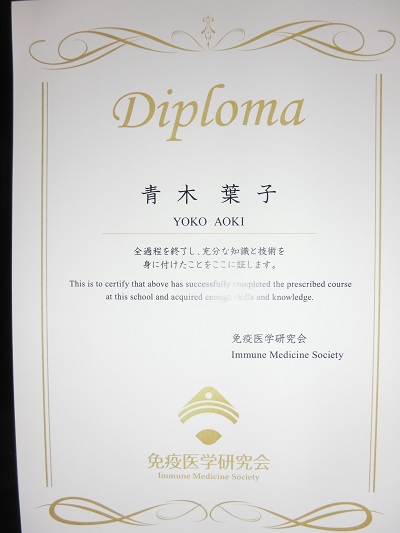 Diploma
青木 葉子
YOKO AOKI
全過程を終了し、充分な知識と技術を
身に付けたことをここに証します。
This is to certify that above has successfully completed the prescribed course
at this school and acquired enough skills and knowledge.
免疫医学研究会
Immune Medicine Society
免疫医学研究会
Immune Medicine Society